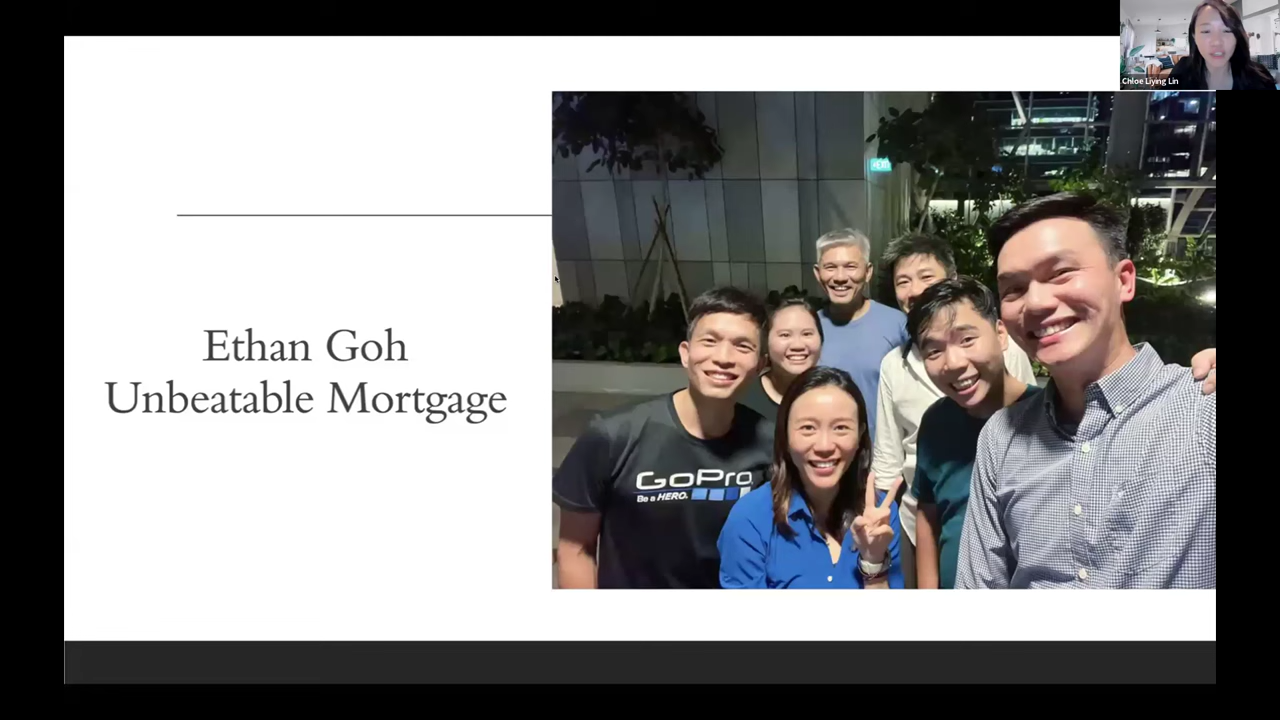 Chloe Liying Lin
Ethan Goh
Unbeatable Mortgage
GoPro
Be a HERO.